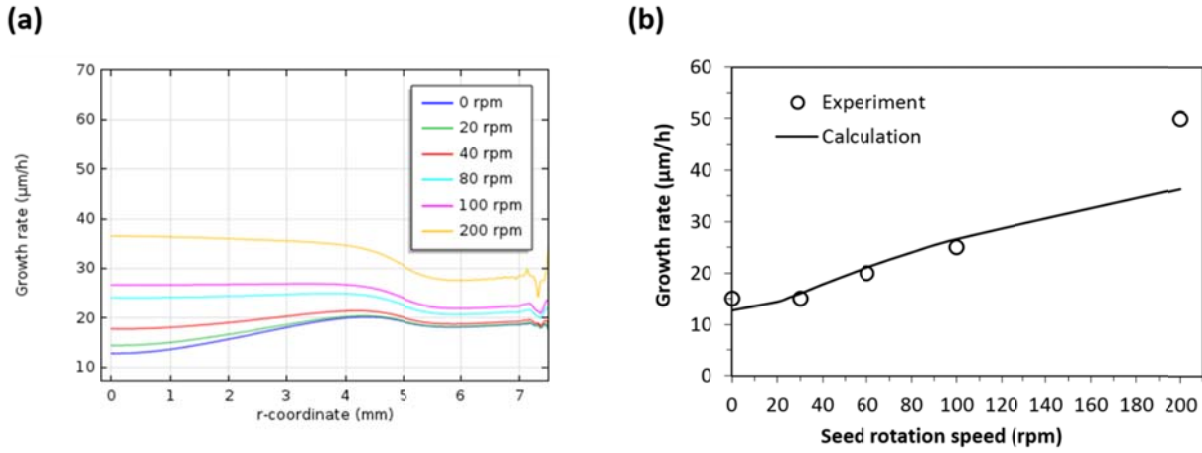 (a)
70
60
50
40
30
20
10
Growth rate (μm/h)
0 rpm
20 rpm
40 rpm
80 rpm
100 rpm
200 rpm
0 1 2 3 4 5 6 7
r-coordinate (mm)
(b)
60
50
40
30
20
10
0
Growth rate (μm/h)
Experiment
Calculation
0 20 40 60 80 100 120 140 160 180 200
Seed rotation speed (rpm)